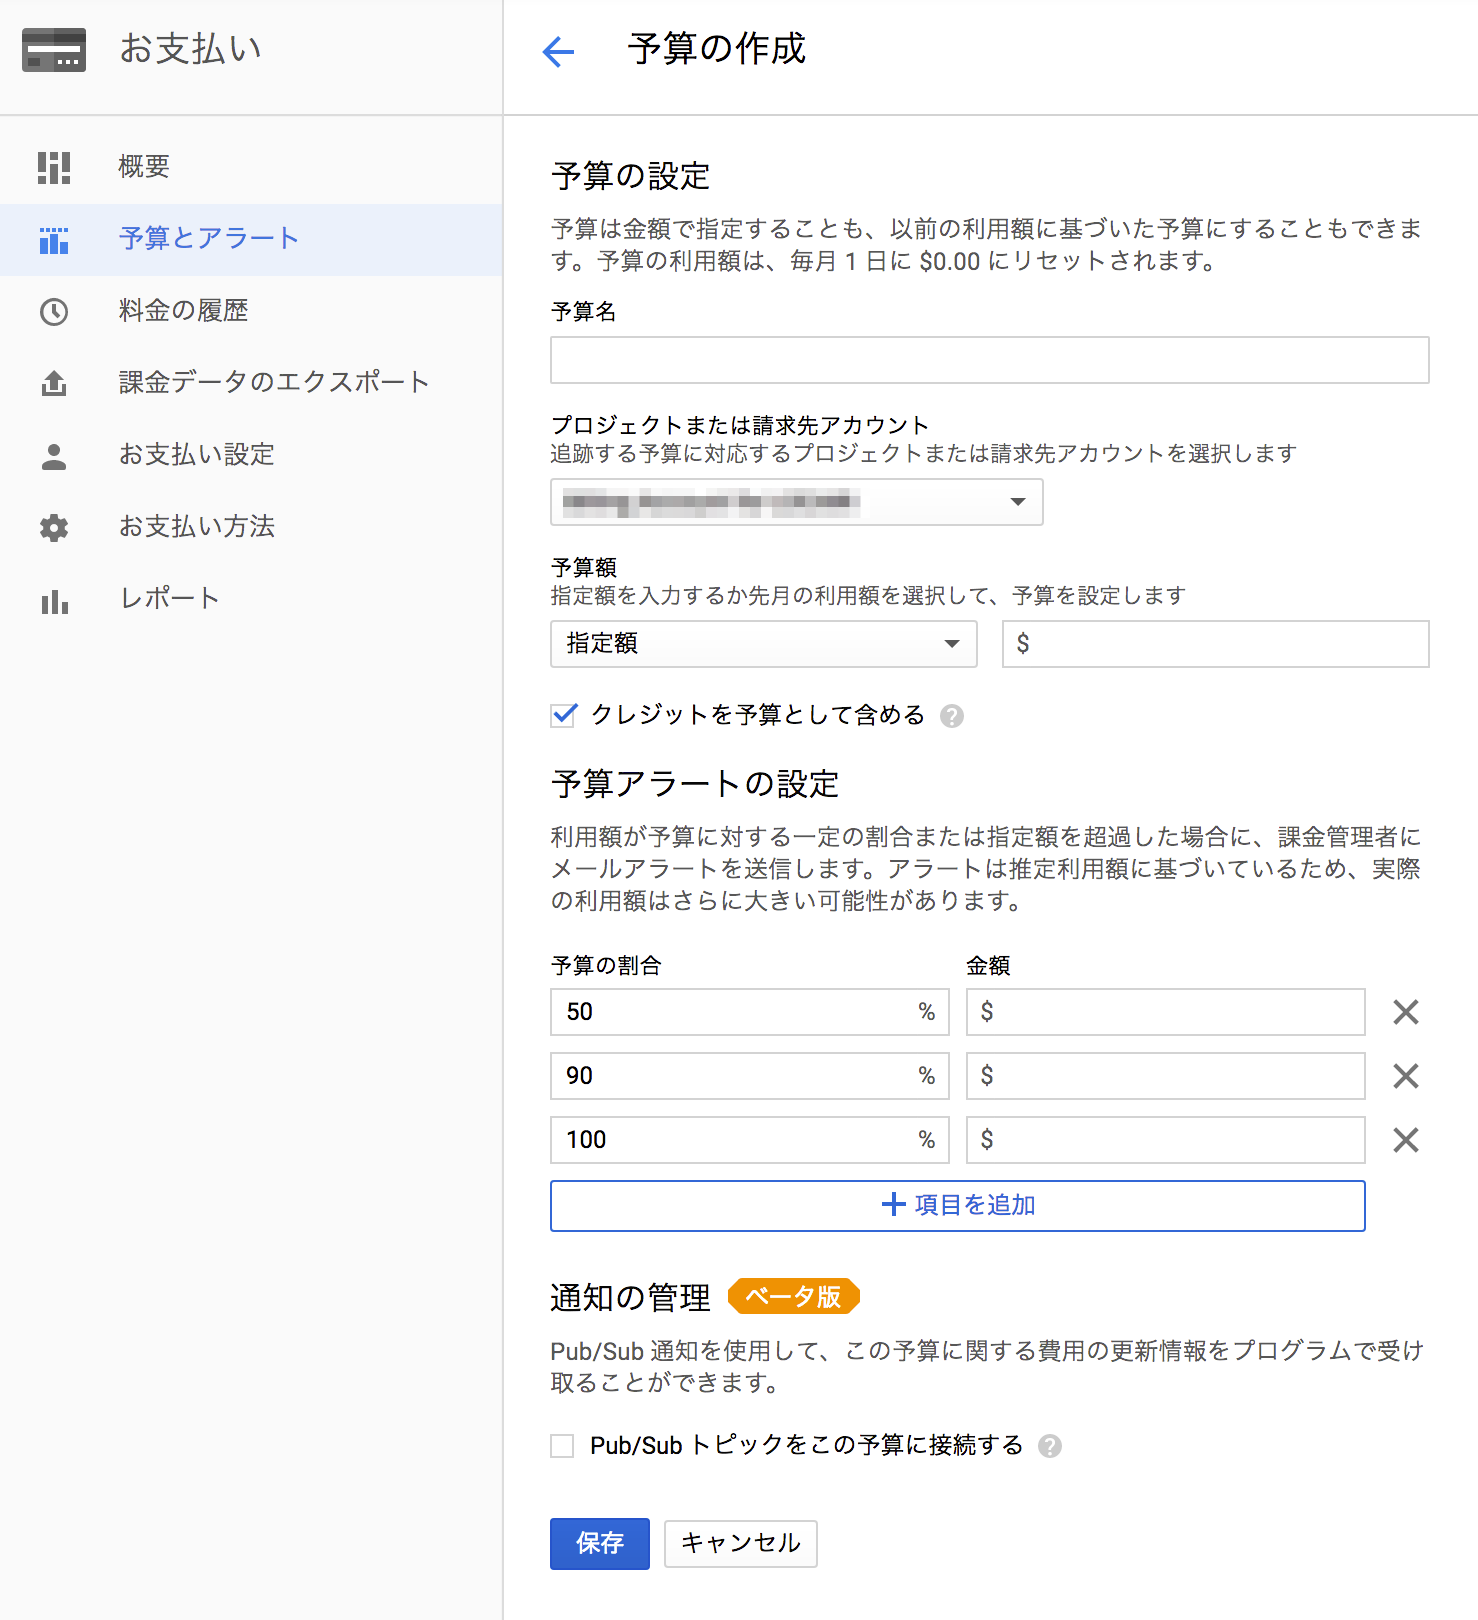 お支払い
予算の作成
概要
予算とアラート
料金の履歴
課金データのエクスポート
お支払い設定
お支払い方法
レポート
予算の設定
予算は金額で指定することも、以前の利用額に基づいた予算にすることもできま
す。予算の利用額は、毎月 1 日に $0.00 にリセットされます。
予算名
プロジェクトまたは請求先アカウント
追跡する予算に対応するプロジェクトまたは請求先アカウントを選択します
予算額
指定額を入力するか先月の利用額を選択して、予算を設定します
指定額 $
クレジットを予算として含める ?
予算アラートの設定
利用額が予算に対する一定の割合または指定額を超過した場合に、課金管理者に
メールアラートを送信します。アラートは推定利用額に基づいているため、実際
の利用額はさらに大きい可能性があります。
予算の割合 金額
50 % $
90 % $
100 % $
+ 項目を追加
通知の管理 ベータ版
Pub/Sub 通知を使用して、この予算に関する費用の更新情報をプログラムで受け
取ることができます。
Pub/Sub トピックをこの予算に接続する ?
保存 キャンセル